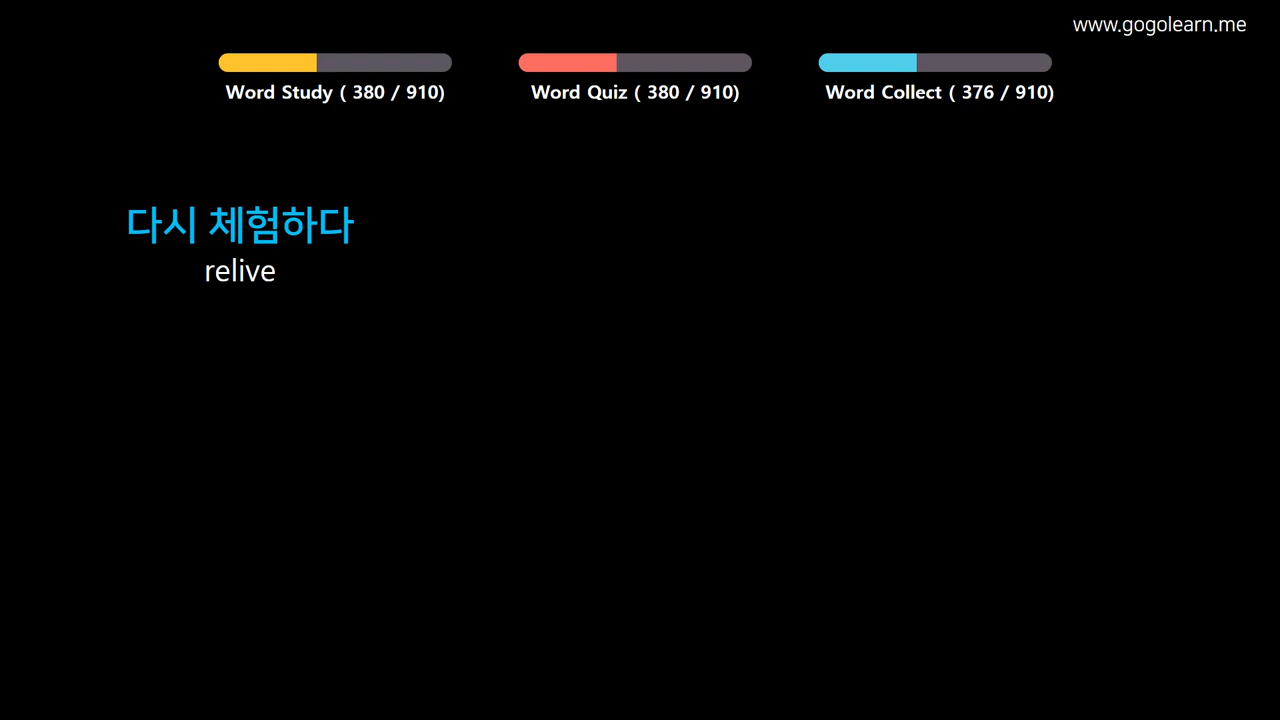 www.gogolearn.me
Word Study ( 380 / 910)
Word Quiz ( 380 / 910)
Word Collect ( 376 / 910)
다시 체험하다
relive